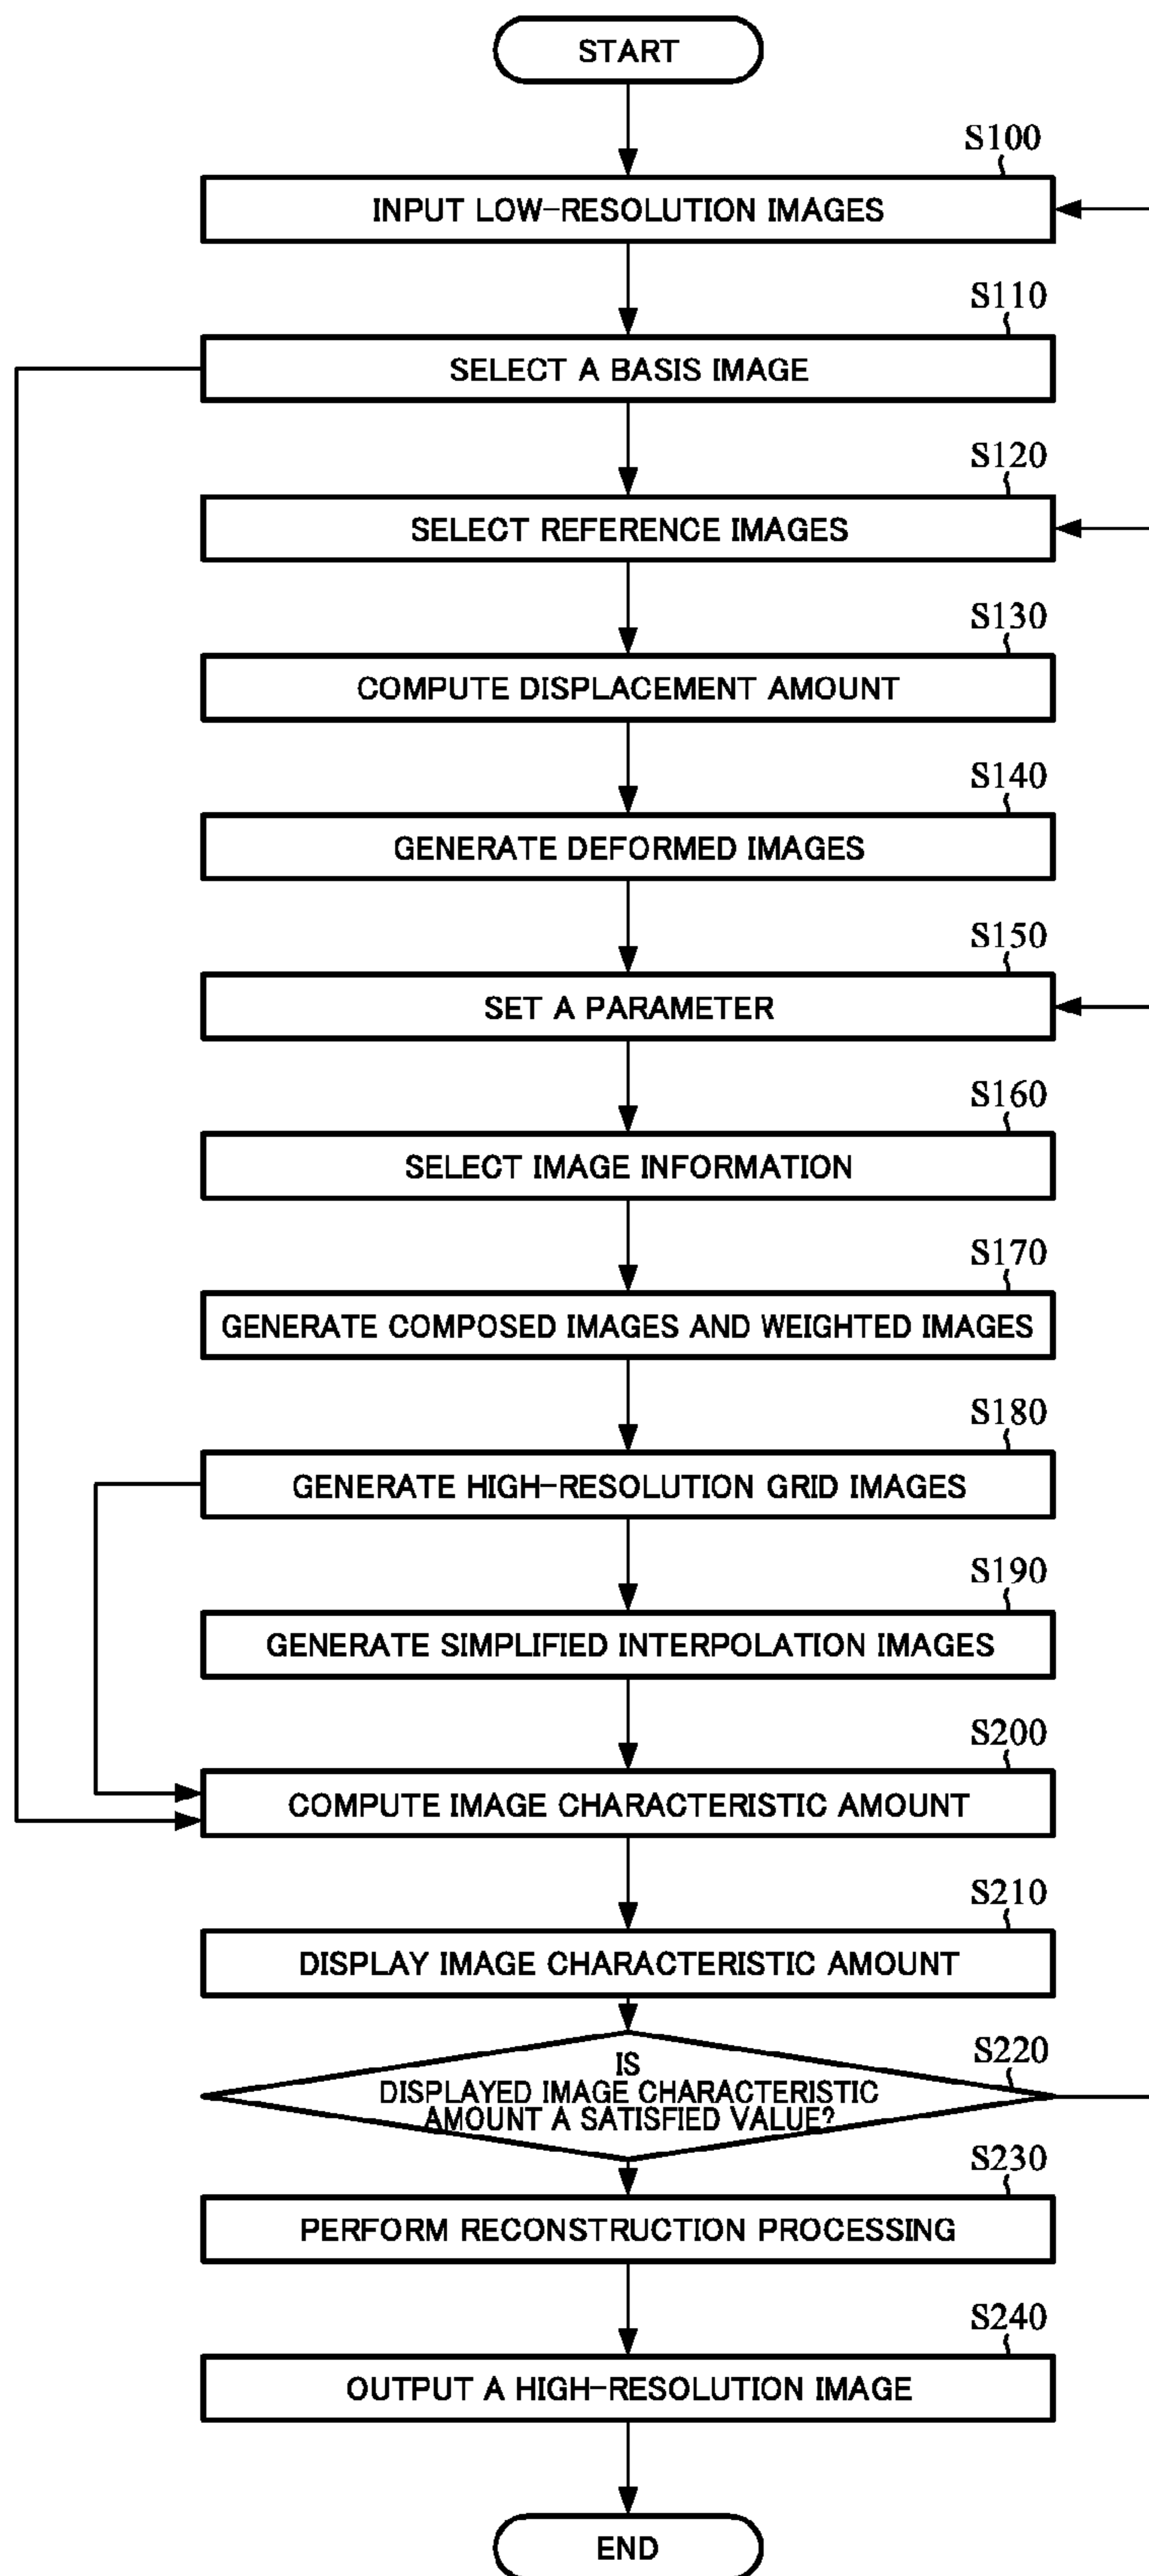 START
S100
INPUT LOW-RESOLUTION IMAGES
S110
SELECT A BASIS IMAGE
S120
SELECT REFERENCE IMAGES
S130
COMPUTE DISPLACEMENT AMOUNT
S140
GENERATE DEFORMED IMAGES
S150
SET A PARAMETER
S160
SELECT IMAGE INFORMATION
S170
GENERATE COMPOSED IMAGES AND WEIGHTED IMAGES
S180
GENERATE HIGH-RESOLUTION GRID IMAGES
S190
GENERATE SIMPLIFIED INTERPOLATION IMAGES
S200
COMPUTE IMAGE CHARACTERISTIC AMOUNT
S210
DISPLAY IMAGE CHARACTERISTIC AMOUNT
S220
IS
DISPLAYED IMAGE CHARACTERISTIC
AMOUNT A SATISFIED VALUE?
S230
PERFORM RECONSTRUCTION PROCESSING
S240
OUTPUT A HIGH-RESOLUTION IMAGE
END